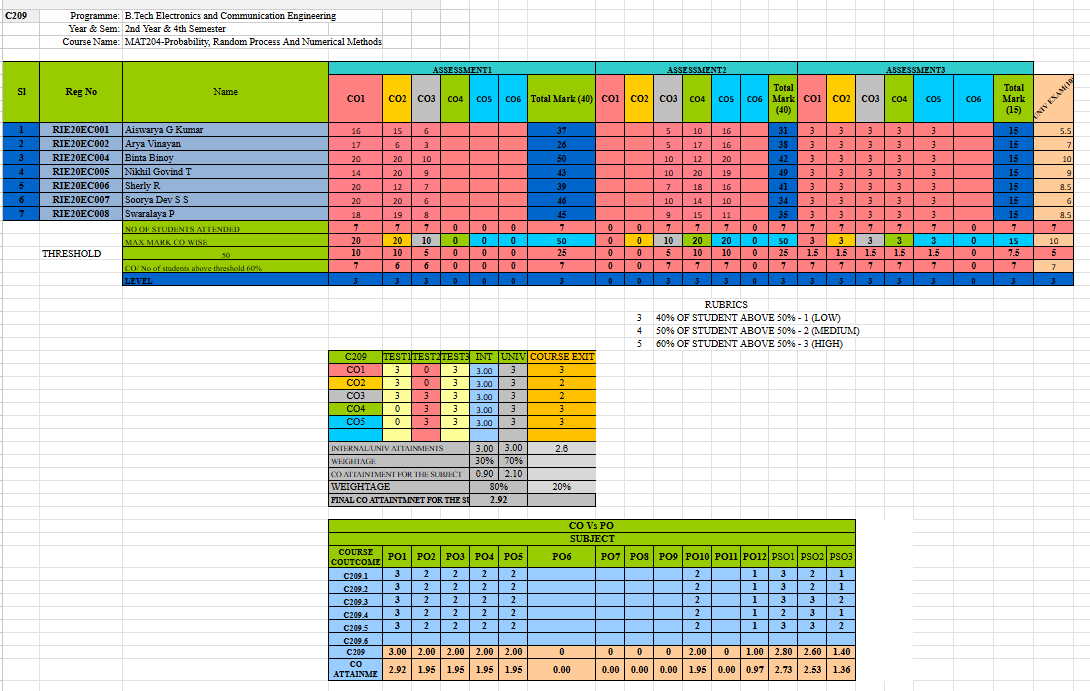 C209 Programme: B.Tech Electronics and Communication Engineering
Year & Sem: 2nd Year & 4th Semester
Course Name: MAT204-Probability, Random Process And Numerical Methods
ASSESSMENT1 ASSESSMENT2 ASSESSMENT3
Sl Reg No Name CO1 CO2 CO3 CO4 CO5 CO6 Total Mark (40) CO1 CO2 CO3 CO4 CO5 CO6 Total Mark (40) CO1 CO2 CO3 CO4 CO5 CO6 Total Mark (15) UNIV EXAM(10)
1 RIE20EC001 Aiswarya G Kumar 16 15 6 37 5 10 16 31 3 3 3 3 3 15 5.5
2 RIE20EC002 Arya Vinayan 17 6 3 26 5 17 16 38 3 3 3 3 3 15 7
3 RIE20EC004 Binta Binoy 20 20 10 50 10 12 20 42 3 3 3 3 3 15 10
4 RIE20EC005 Nikhil Govind T 14 20 9 43 10 20 19 49 3 3 3 3 3 15 9
5 RIE20EC006 Sherly R 20 12 7 39 7 18 16 41 3 3 3 3 3 15 8.5
6 RIE20EC007 Soorya Dev S S 20 20 6 46 10 14 10 34 3 3 3 3 3 15 6
7 RIE20EC008 Swaralaya P 18 19 8 45 9 15 11 35 3 3 3 3 3 15 8.5
NO OF STUDENTS ATTENDED 7 7 7 0 0 0 7 0 0 7 7 7 0 7 7 7 7 7 7 0 7 7
MAX MARK CO WISE 20 20 10 0 0 0 50 0 0 10 20 20 0 50 3 3 3 3 3 0 15 10
THRESHOLD 50 10 10 5 0 0 0 25 0 0 5 10 10 0 25 1.5 1.5 1.5 1.5 1.5 0 7.5 5
CO/ No of students above threshold 60% 7 6 6 0 0 0 7 0 0 7 7 7 0 7 7 7 7 7 7 0 7 7
LEVEL 3 3 3 0 0 0 3 0 0 3 3 3 0 3 3 3 3 3 3 0 3 3
RUBRICS
3 40% OF STUDENT ABOVE 50% - 1 (LOW)
4 50% OF STUDENT ABOVE 50% - 2 (MEDIUM)
5 60% OF STUDENT ABOVE 50% - 3 (HIGH)
C209 TEST1 TEST2 TEST3 INT UNIV COURSE EXIT
CO1 3 0 3 3.00 3 3
CO2 3 0 3 3.00 3 2
CO3 3 3 3 3.00 3 2
CO4 0 3 3 3.00 3 3
CO5 0 3 3 3.00 3 3
INTERNAL/UNIV ATTAINMENTS 3.00 3.00 2.6
WEIGHTAGE 30% 70%
CO ATTAINTMENT FOR THE SUBJECT 0.90 2.10
WEIGHTAGE 80% 20%
FINAL CO ATTAINTMNET FOR THE SU 2.92
CO Vs PO
SUBJECT
COURSE COUTCOME PO1 PO2 PO3 PO4 PO5 PO6 PO7 PO8 PO9 PO10 PO11 PO12 PSO1 PSO2 PSO3
C209.1 3 2 2 2 2 2 1 3 2 1
C209.2 3 2 2 2 2 2 1 3 3 1
C209.3 3 2 2 2 2 2 1 3 3 2
C209.4 3 2 2 2 2 2 1 2 3 1
C209.5 3 2 2 2 2 2 1 3 3 2
C209.6
C209 3.00 2.00 2.00 2.00 2.00 0 0 0 0 2.00 0 1.00 2.80 2.60 1.40
CO ATTAINME 2.92 1.95 1.95 1.95 1.95 0.00 0.00 0.00 0.00 1.95 0.00 0.97 2.73 2.53 1.36